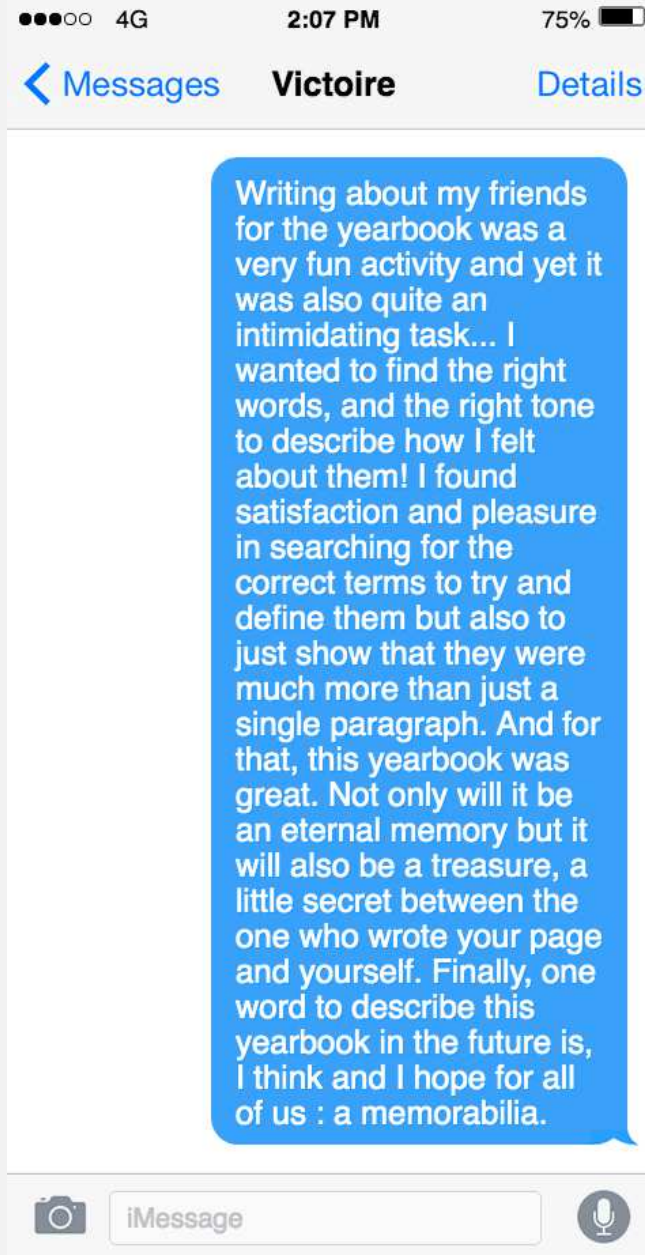 4G 2:07 PM 75%
Messages Victoire Details
Writing about my friends
for the yearbook was a
very fun activity and yet it
was also quite an
intimidating task... I
wanted to find the right
words, and the right tone
to describe how I felt
about them! I found
satisfaction and pleasure
in searching for the
correct terms to try and
define them but also to
just show that they were
much more than just a
single paragraph. And for
that, this yearbook was
great. Not only will it be
an eternal memory but it
will also be a treasure, a
little secret between the
one who wrote your page
and yourself. Finally, one
word to describe this
yearbook in the future is,
I think and I hope for all
of us : a memorabilia.
iMessage